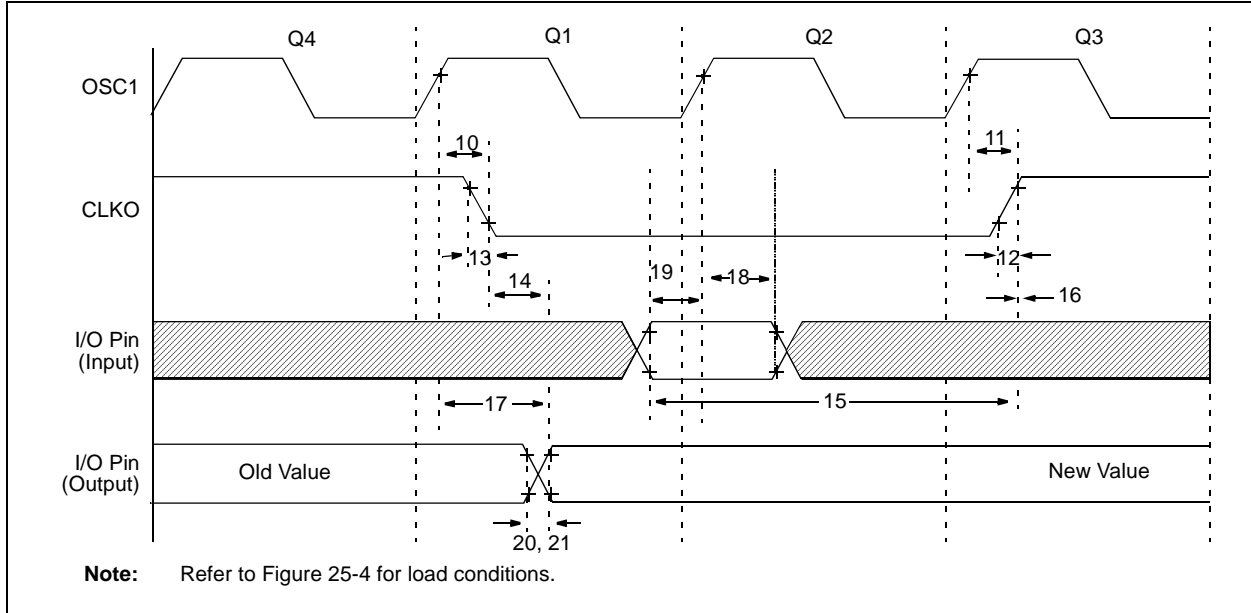 Q4 Q1 Q2 Q3
OSC1
10 11
CLKO
13 19 18 12
14 16
I/O Pin
(Input)
17 15
I/O Pin
(Output)
Old Value New Value
20, 21
Note: Refer to Figure 25-4 for load conditions.